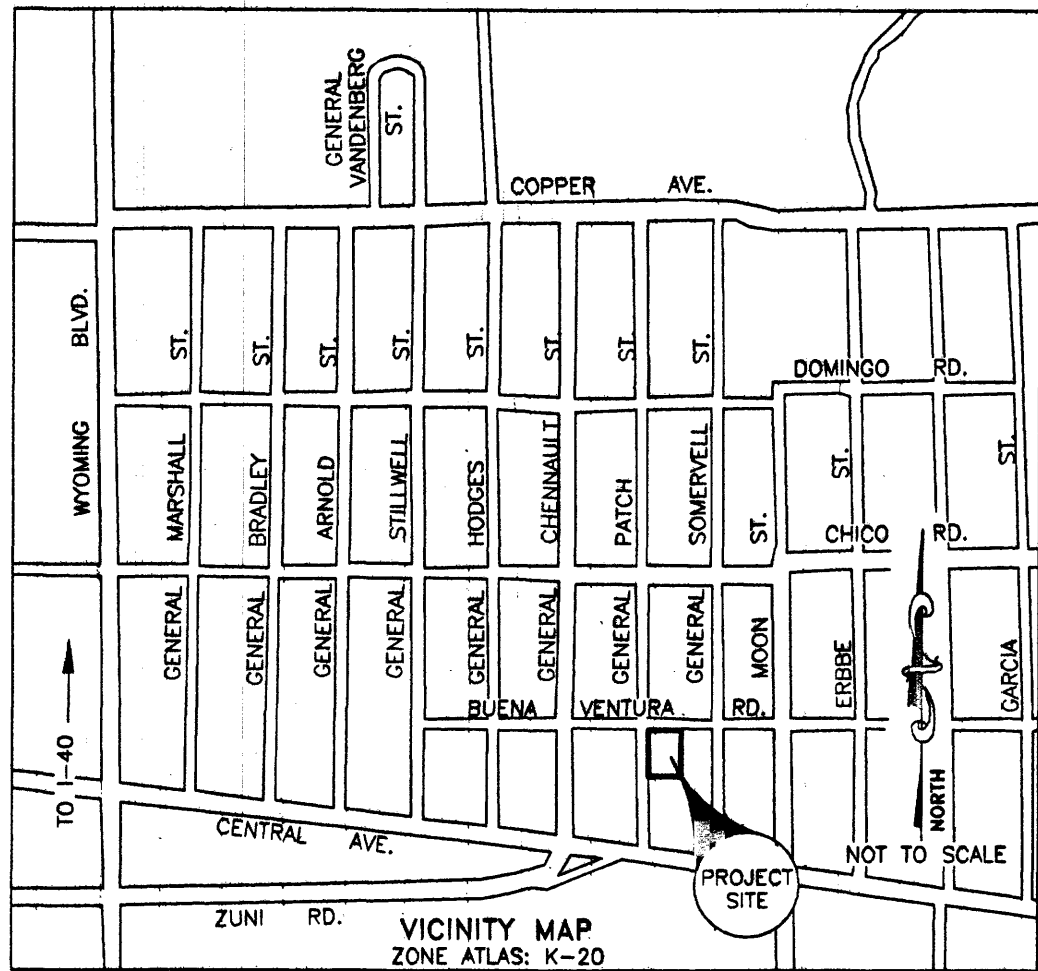 GENERAL
VANDENBERG
ST.
COPPER AVE.
WYOMING BLVD.
GENERAL MARSHALL ST.
GENERAL BRADLEY ST.
GENERAL ARNOLD ST.
GENERAL STILLWELL ST.
GENERAL HODGES ST.
GENERAL CHENNAULT ST.
GENERAL PATCH ST.
GENERAL SOMERVELL ST.
MOON ST.
DOMINGO RD.
ERBBE ST.
GARCIA ST.
CHICO RD.
BUENA VENTURA RD.
TO I-40
CENTRAL AVE.
NORTH
NOT TO SCALE
PROJECT
SITE
ZUNI RD.
VICINITY MAP
ZONE ATLAS: K-20